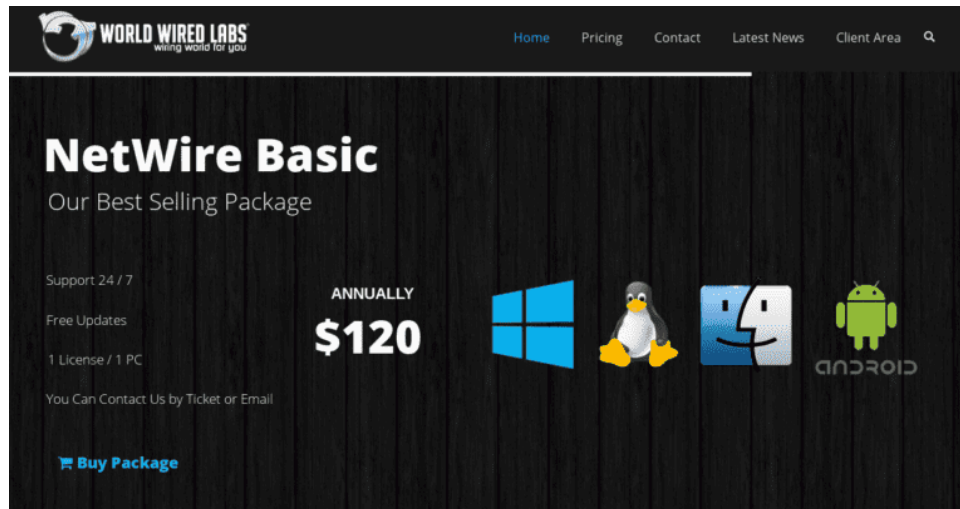 WORLD WIRED LABS
wiring world for you
Home Pricing Contact Latest News Client Area
NetWire Basic
Our Best Selling Package
Support 24 / 7
Free Updates
1 License / 1 PC
You Can Contact Us by Ticket or Email
ANNUALLY
$120
ANDROID
Buy Package